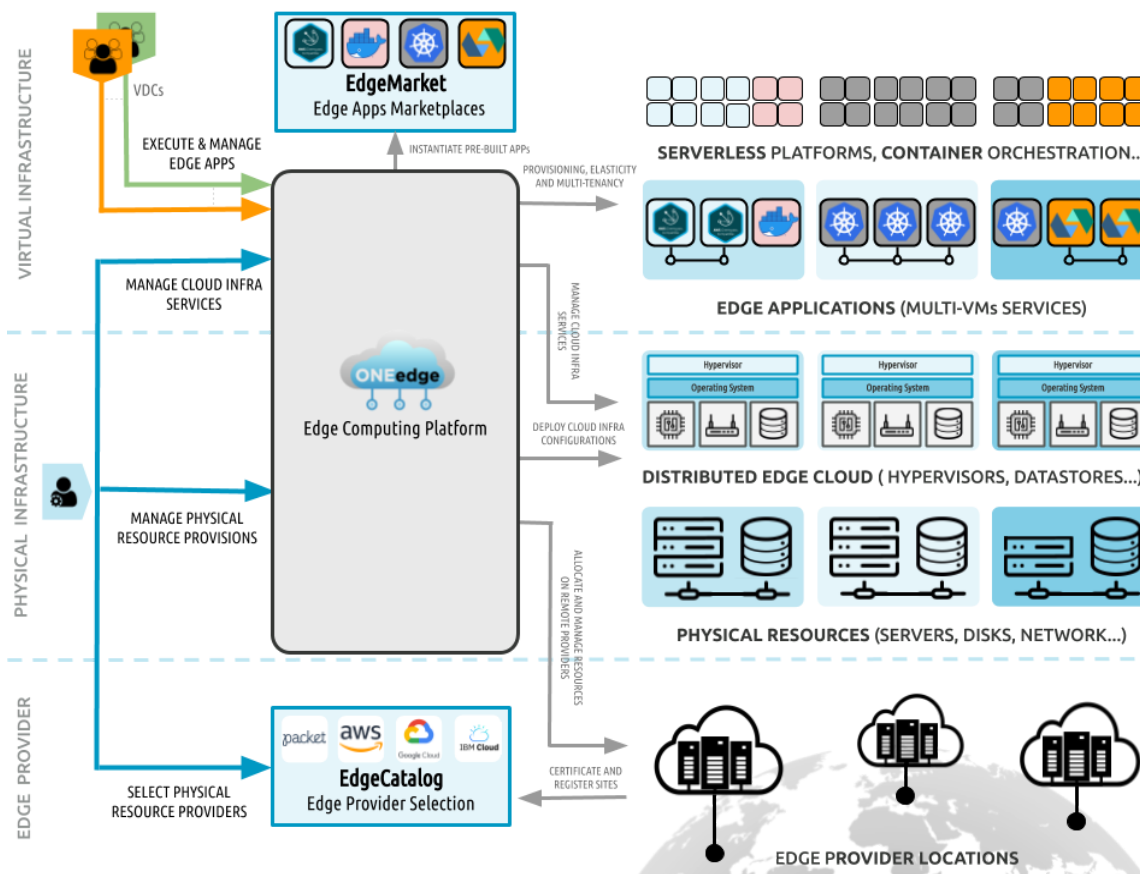 VIRTUAL INFRASTRUCTURE
VDCs
EXECUTE & MANAGE
EDGE APPS
MANAGE CLOUD INFRA
SERVICES
EdgeMarket
Edge Apps Marketplaces
INSTANTIATE PRE-BUILT APPs
PROVISIONING, ELASTICITY
AND MULTI-TENANCY
SERVERLESS PLATFORMS, CONTAINER ORCHESTRATION...
EDGE APPLICATIONS (MULTI-VMs SERVICES)
MANAGE CLOUD INFRA
SERVICES
PHYSICAL INFRASTRUCTURE
ONEedge
Edge Computing Platform
DEPLOY CLOUD INFRA
CONFIGURATIONS
Hypervisor
Operating System
Hypervisor
Operating System
Hypervisor
Operating System
DISTRIBUTED EDGE CLOUD ( HYPERVISORS, DATASTORES...)
MANAGE PHYSICAL
RESOURCE PROVISIONS
ALLOCATE AND MANAGE RESOURCES
ON REMOTE PROVIDERS
PHYSICAL RESOURCES (SERVERS, DISKS, NETWORK...)
EDGE PROVIDER
SELECT PHYSICAL
RESOURCE PROVIDERS
packet
aws
Google Cloud
IBM Cloud
EdgeCatalog
Edge Provider Selection
CERTIFICATE AND
REGISTER SITES
EDGE PROVIDER LOCATIONS